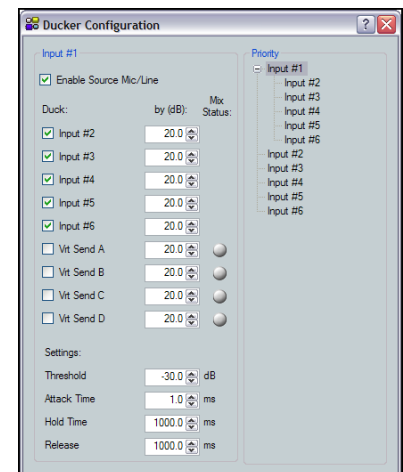 Ducker Configuration
Input #1
Enable Source Mic/Line
Duck: by (dB): Mix Status:
Input #2 20.0
Input #3 20.0
Input #4 20.0
Input #5 20.0
Input #6 20.0
Vrt Send A 20.0
Vrt Send B 20.0
Vrt Send C 20.0
Vrt Send D 20.0
Settings:
Threshold -30.0 dB
Attack Time 1.0 ms
Hold Time 1000.0 ms
Release 1000.0 ms
Priority
Input #1
Input #2
Input #3
Input #4
Input #5
Input #6
Input #2
Input #3
Input #4
Input #5
Input #6